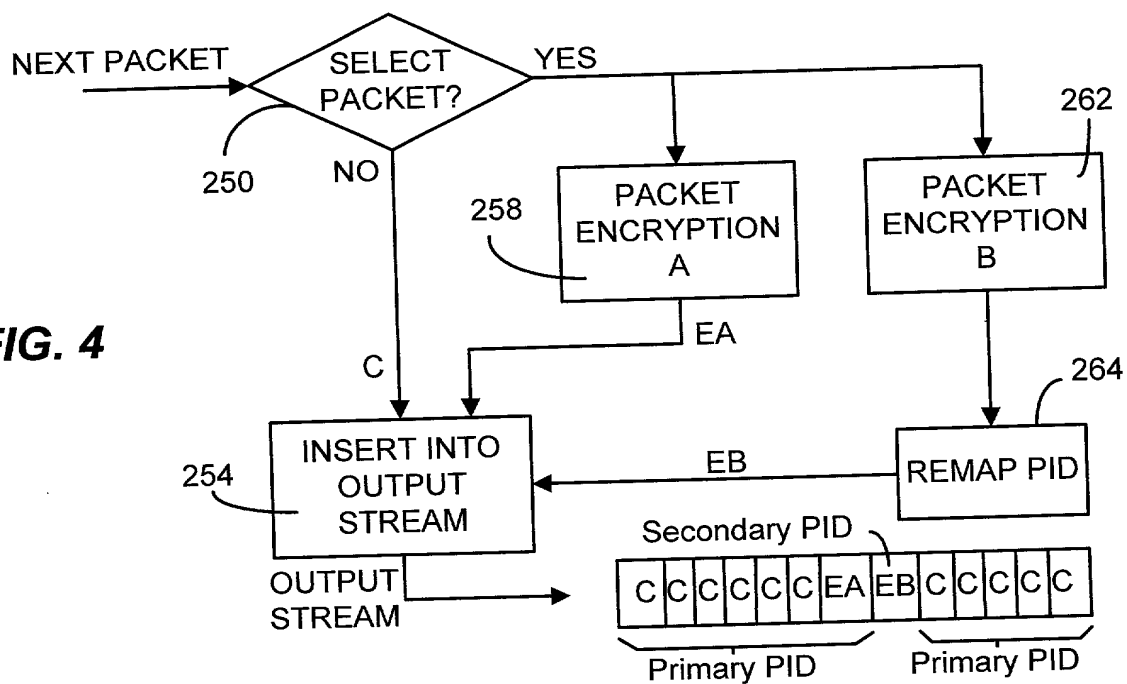 NEXT PACKET
SELECT
PACKET?
YES
250
NO
262
258
PACKET
ENCRYPTION
A
PACKET
ENCRYPTION
B
FIG. 4
EA
C
264
INSERT INTO
OUTPUT
STREAM
254
EB
REMAP PID
Secondary PID
OUTPUT
STREAM
C C C C C C EA EB C C C C C
Primary PID
Primary PID